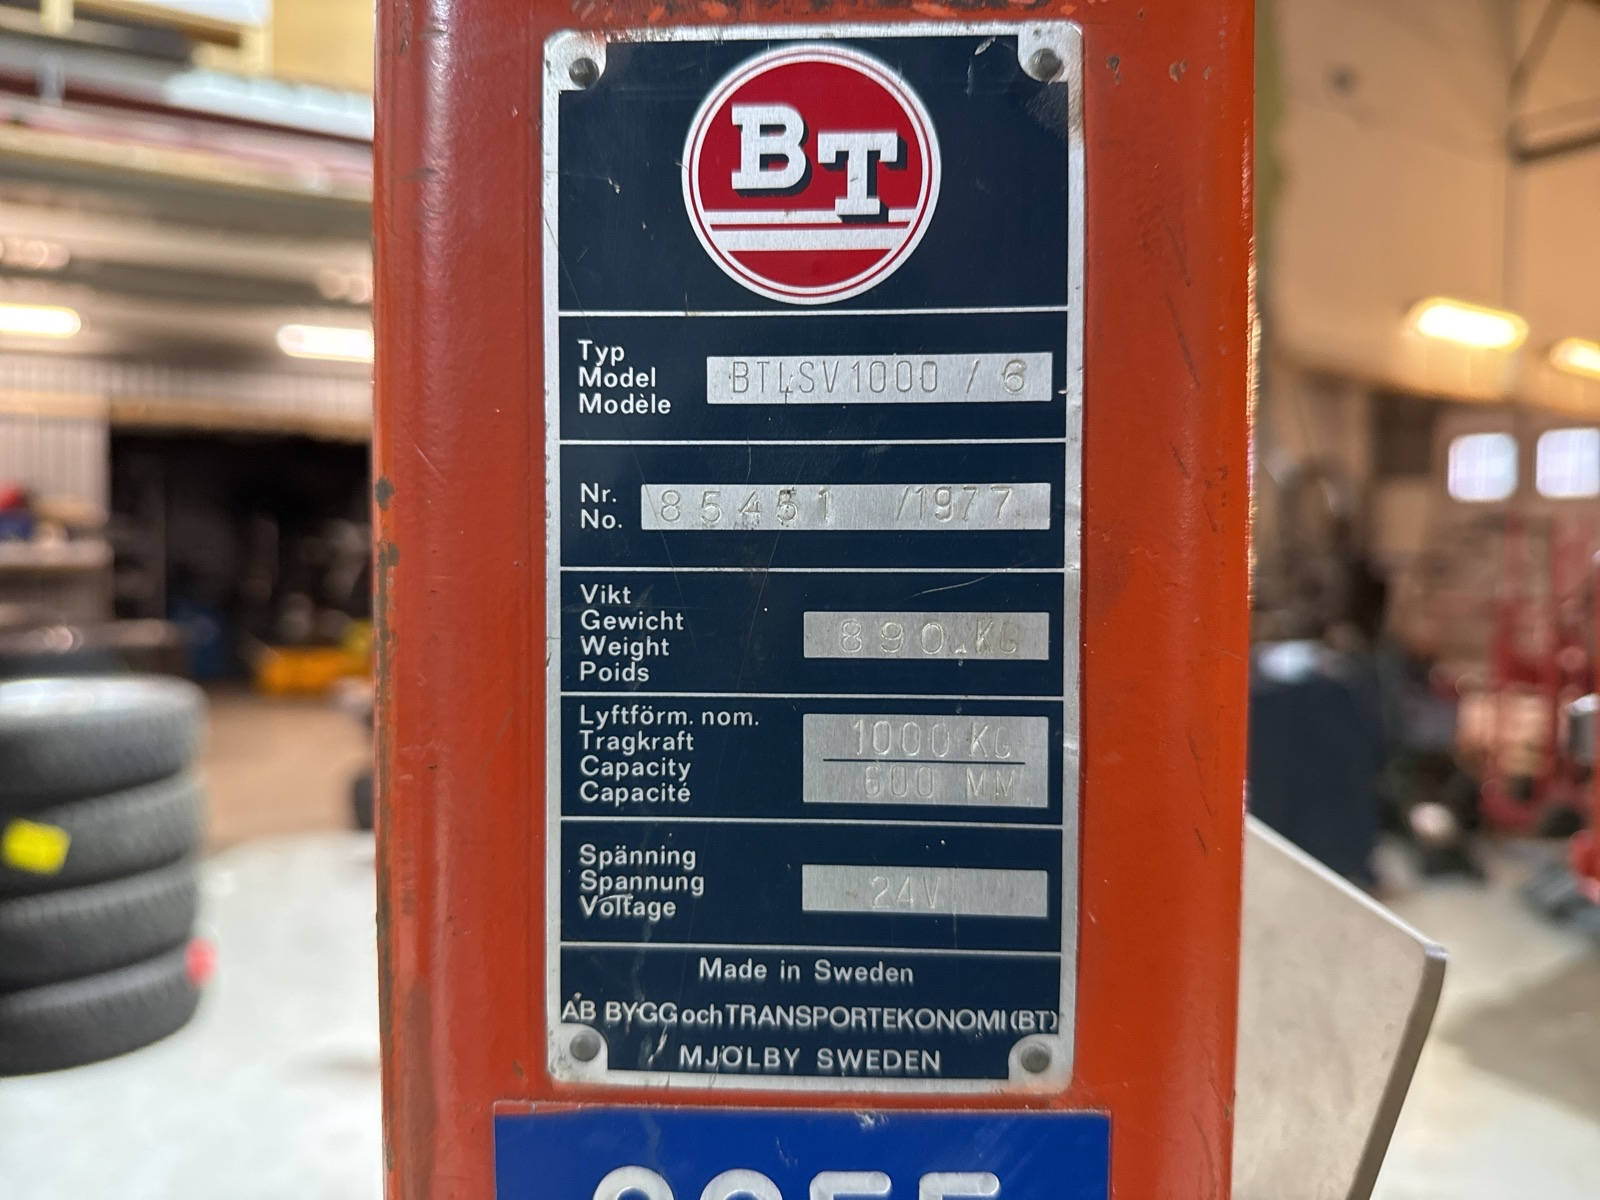 BT
Typ
Model
Modèle
BTLSV1000 / 6
Nr.
No.
85451 /1977
Vikt
Gewicht
Weight
Poids
890 KG
Lyftförm. nom.
Tragkraft
Capacity
Capacité
1000 KG
600 MM
Spänning
Spannung
Voltage
24V
Made in Sweden
AB BYGG och TRANSPORTEKONOMI (BT)
MJÖLBY SWEDEN